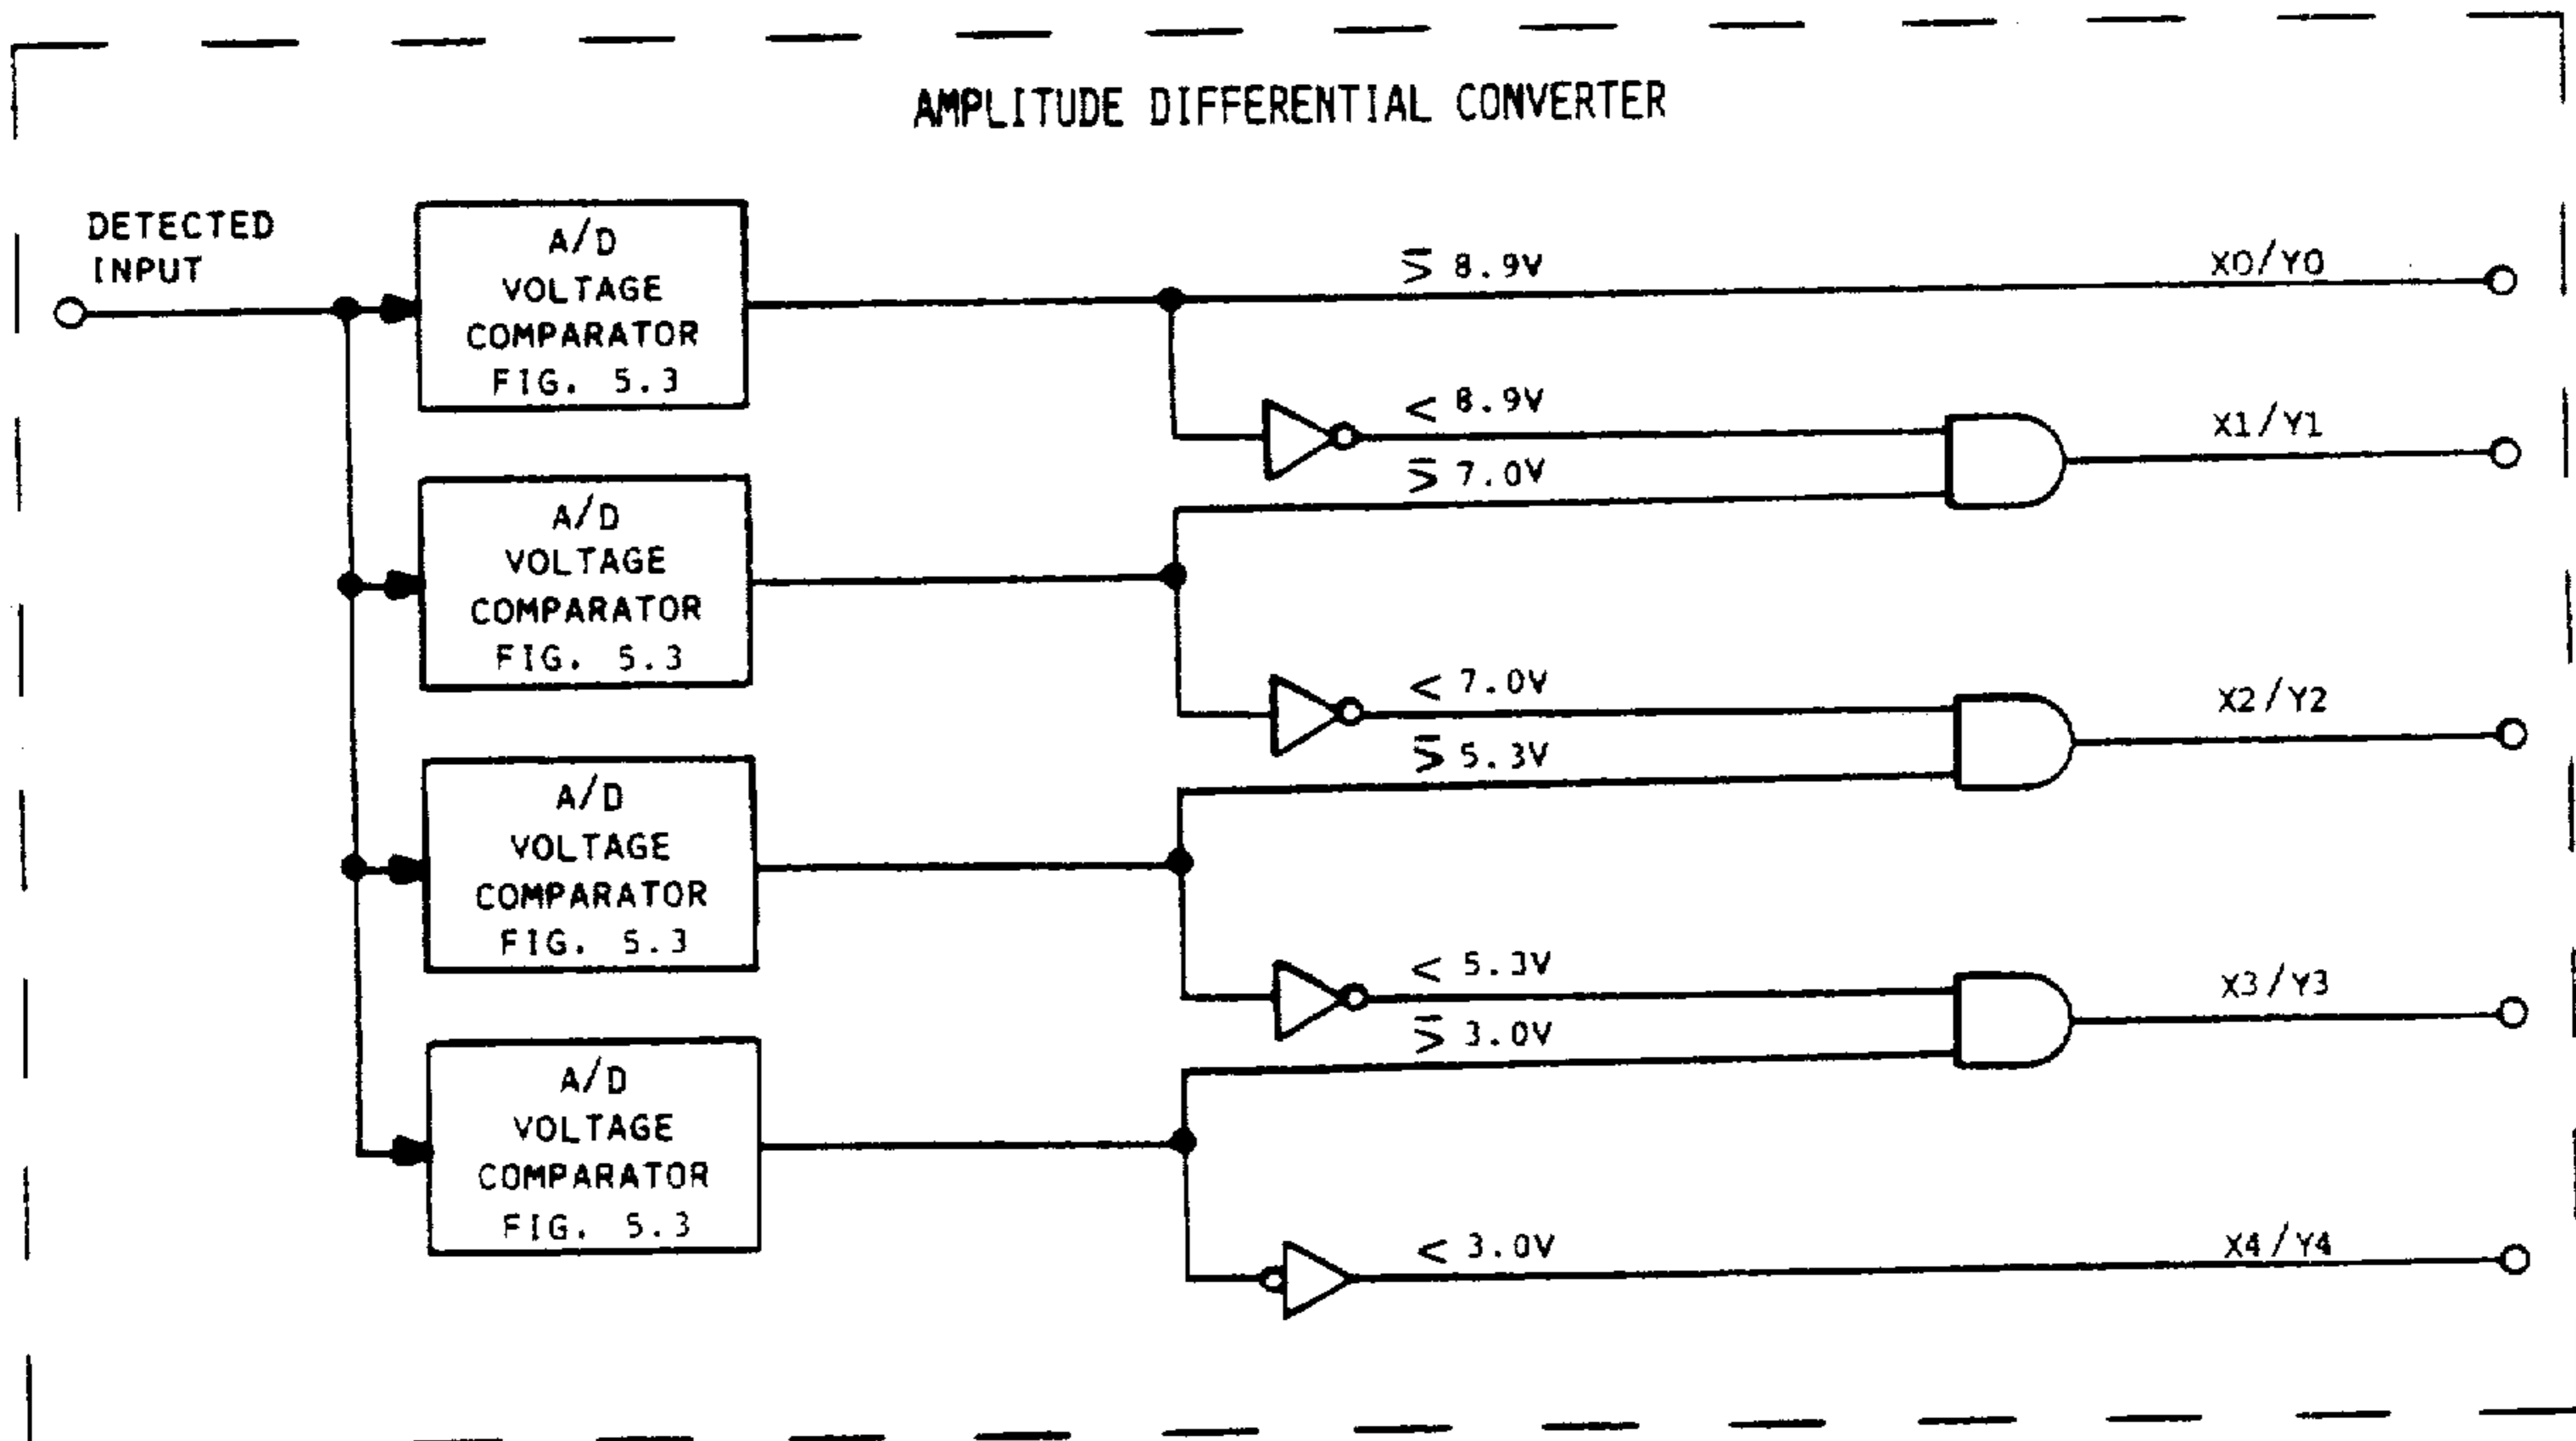 AMPLITUDE DIFFERENTIAL CONVERTER
DETECTED
INPUT
A/D
VOLTAGE
COMPARATOR
FIG. 5.3
≥ 8.9V
X0/Y0
< 8.9V
X1/Y1
≥ 7.0V
A/D
VOLTAGE
COMPARATOR
FIG. 5.3
< 7.0V
X2/Y2
≥ 5.3V
A/D
VOLTAGE
COMPARATOR
FIG. 5.3
< 5.3V
X3/Y3
≥ 3.0V
A/D
VOLTAGE
COMPARATOR
FIG. 5.3
< 3.0V
X4/Y4